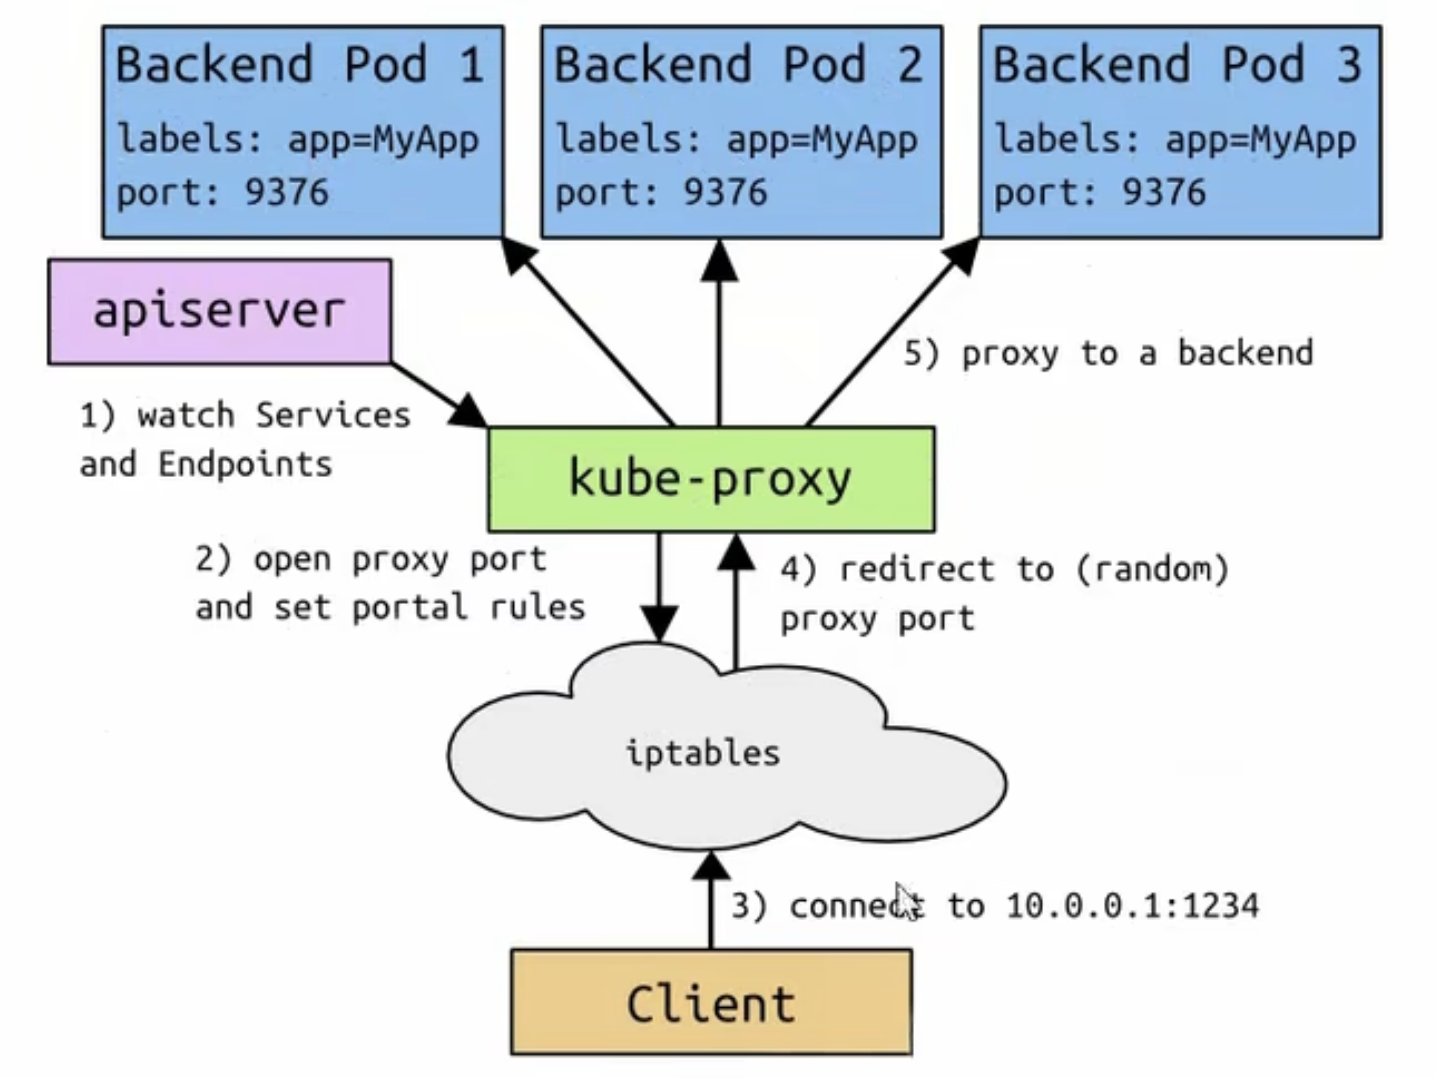 Backend Pod 1
labels: app=MyApp
port: 9376
Backend Pod 2
labels: app=MyApp
port: 9376
Backend Pod 3
labels: app=MyApp
port: 9376
apiserver
1) watch Services
and Endpoints
5) proxy to a backend
kube-proxy
2) open proxy port
and set portal rules
4) redirect to (random)
proxy port
iptables
3) connect to 10.0.0.1:1234
Client